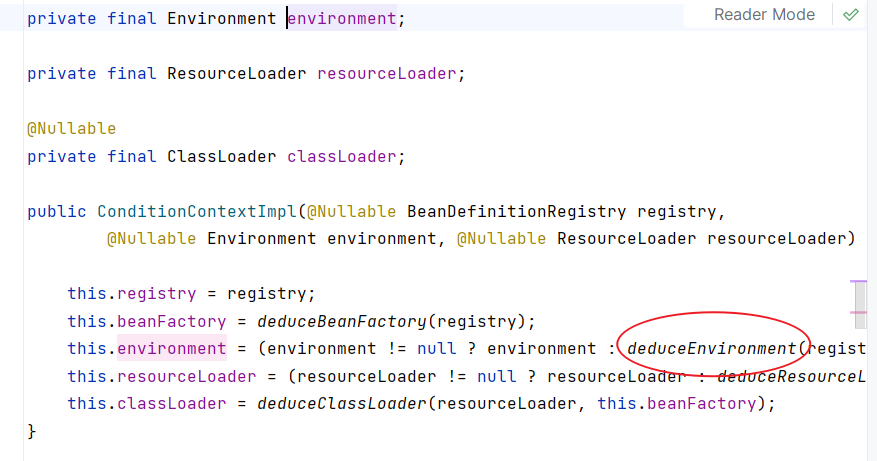 private final Environment environment;
Reader Mode
private final ResourceLoader resourceLoader;
@Nullable
private final ClassLoader classLoader;
public ConditionContextImpl(@Nullable BeanDefinitionRegistry registry,
@Nullable Environment environment, @Nullable ResourceLoader resourceLoader)
this.registry = registry;
this.beanFactory = deduceBeanFactory(registry);
this.environment = (environment != null ? environment : deduceEnvironment(regist
this.resourceLoader = (resourceLoader != null ? resourceLoader : deduceResourceL
this.classLoader = deduceClassLoader(resourceLoader, this.beanFactory);
}